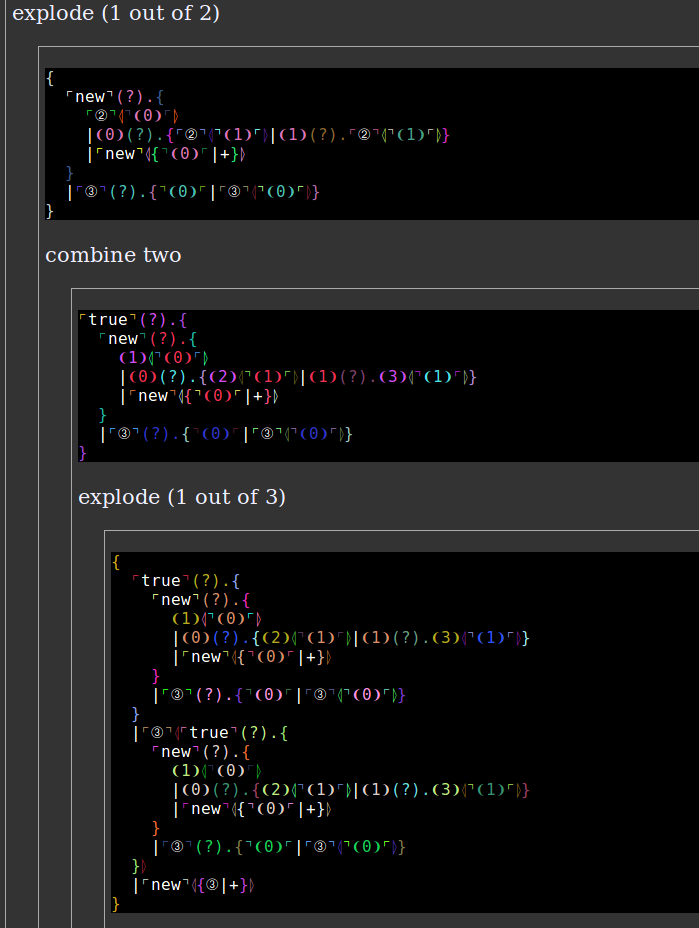 explode (1 out of 2)
{
⌜new⌝(?).{
⌜②⌝⦉⌝❨0❩⌜⦊
|❨0❩(?).{⌜②⌝⦉⌝❨1❩⌜⦊|❨1❩(?).⌜②⌝⦉⌝❨1❩⌜⦊}
|⌜new⌝⦉{⌝❨0❩⌜|+}⦊
}
|⌜③⌝(?).{⌝❨0❩⌜|⌜③⌝⦉⌝❨0❩⌜⦊}
}
combine two
⌜true⌝(?).{
⌜new⌝(?).{
❨1❩⦉⌝❨0❩⌜⦊
|❨0❩(?).{❨2❩⦉⌝❨1❩⌜⦊|❨1❩(?).❨3❩⦉⌝❨1❩⌜⦊}
|⌜new⌝⦉{⌝❨0❩⌜|+}⦊
}
|⌜③⌝(?).{⌝❨0❩⌜|⌜③⌝⦉⌝❨0❩⌜⦊}
}
explode (1 out of 3)
{
⌜true⌝(?).{
⌜new⌝(?).{
❨1❩⦉⌝❨0❩⌜⦊
|❨0❩(?).{❨2❩⦉⌝❨1❩⌜⦊|❨1❩(?).❨3❩⦉⌝❨1❩⌜⦊}
|⌜new⌝⦉{⌝❨0❩⌜|+}⦊
}
|⌜③⌝(?).{⌝❨0❩⌜|⌜③⌝⦉⌝❨0❩⌜⦊}
}
|⌜③⌝⦉⌜true⌝(?).{
⌜new⌝(?).{
❨1❩⦉⌝❨0❩⌜⦊
|❨0❩(?).{❨2❩⦉⌝❨1❩⌜⦊|❨1❩(?).❨3❩⦉⌝❨1❩⌜⦊}
|⌜new⌝⦉{⌝❨0❩⌜|+}⦊
}
|⌜③⌝(?).{⌝❨0❩⌜|⌜③⌝⦉⌝❨0❩⌜⦊}
}⦊
|⌜new⌝⦉{③|+}⦊
}